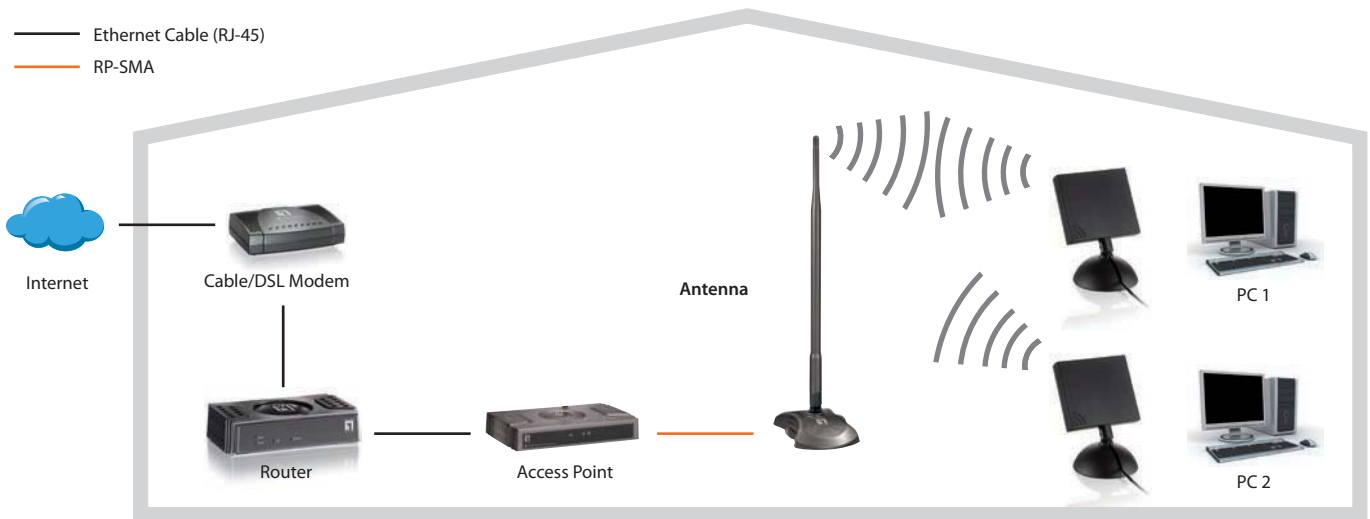 Ethernet Cable (RJ-45)
RP-SMA
Internet
Cable/DSL Modem
Antenna
PC 1
Router
Access Point
PC 2